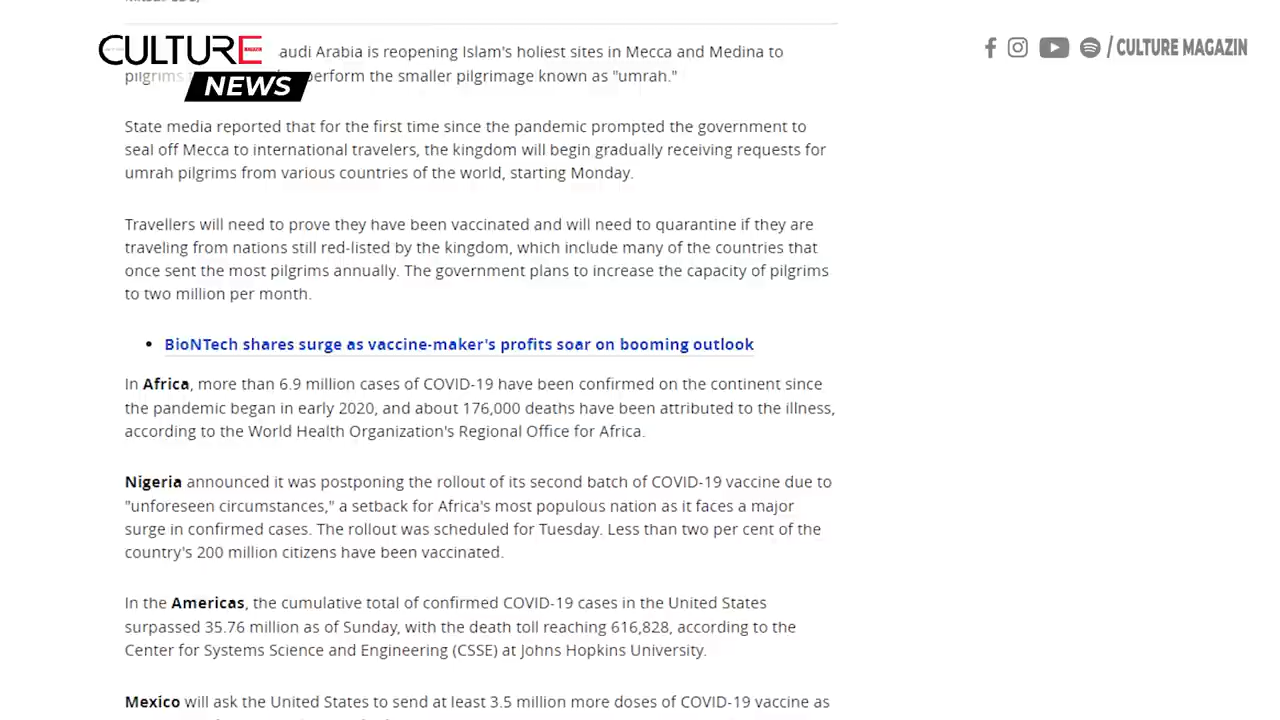 CULTURE
NEWS
/ CULTURE MAGAZIN
audi Arabia is reopening Islam's holiest sites in Mecca and Medina to
pilgrims perform the smaller pilgrimage known as "umrah."
State media reported that for the first time since the pandemic prompted the government to
seal off Mecca to international travelers, the kingdom will begin gradually receiving requests for
umrah pilgrims from various countries of the world, starting Monday.
Travellers will need to prove they have been vaccinated and will need to quarantine if they are
traveling from nations still red-listed by the kingdom, which include many of the countries that
once sent the most pilgrims annually. The government plans to increase the capacity of pilgrims
to two million per month.
• BioNTech shares surge as vaccine-maker's profits soar on booming outlook
In Africa, more than 6.9 million cases of COVID-19 have been confirmed on the continent since
the pandemic began in early 2020, and about 176,000 deaths have been attributed to the illness,
according to the World Health Organization's Regional Office for Africa.
Nigeria announced it was postponing the rollout of its second batch of COVID-19 vaccine due to
"unforeseen circumstances," a setback for Africa's most populous nation as it faces a major
surge in confirmed cases. The rollout was scheduled for Tuesday. Less than two per cent of the
country's 200 million citizens have been vaccinated.
In the Americas, the cumulative total of confirmed COVID-19 cases in the United States
surpassed 35.76 million as of Sunday, with the death toll reaching 616,828, according to the
Center for Systems Science and Engineering (CSSE) at Johns Hopkins University.
Mexico will ask the United States to send at least 3.5 million more doses of COVID-19 vaccine as